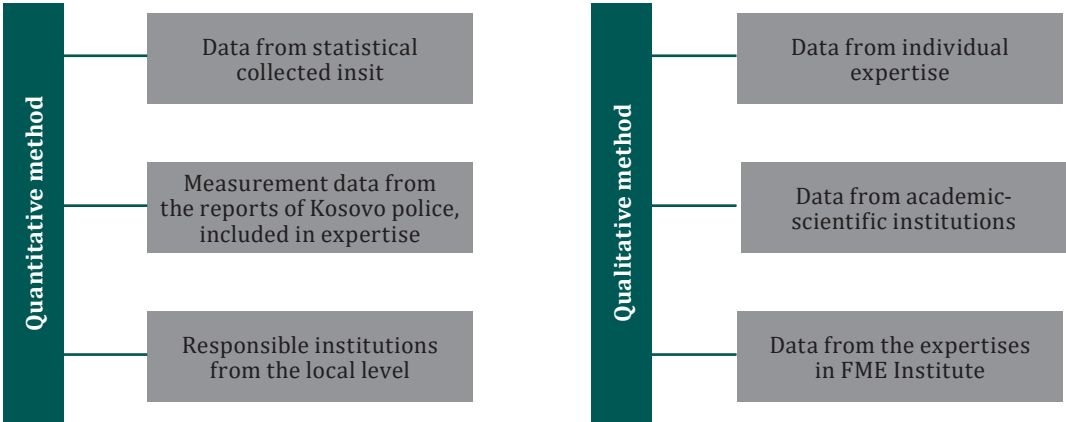 Quantitative method
Data from statistical
collected insit
Measurement data from
the reports of Kosovo police,
included in expertise
Responsible institutions
from the local level
Qualitative method
Data from individual
expertise
Data from academic-
scientific institutions
Data from the expertises
in FME Institute